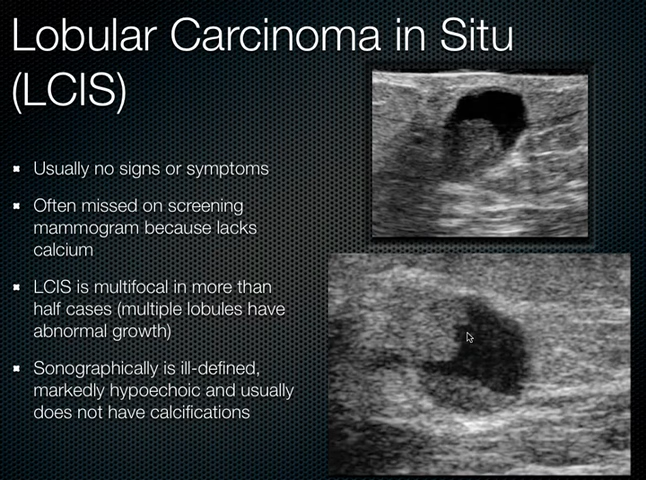 Lobular Carcinoma in Situ
(LCIS)
Usually no signs or symptoms
Often missed on screening
mammogram because lacks
calcium
LCIS is multifocal in more than
half cases (multiple lobules have
abnormal growth)
Sonographically is ill-defined,
markedly hypoechoic and usually
does not have calcifications